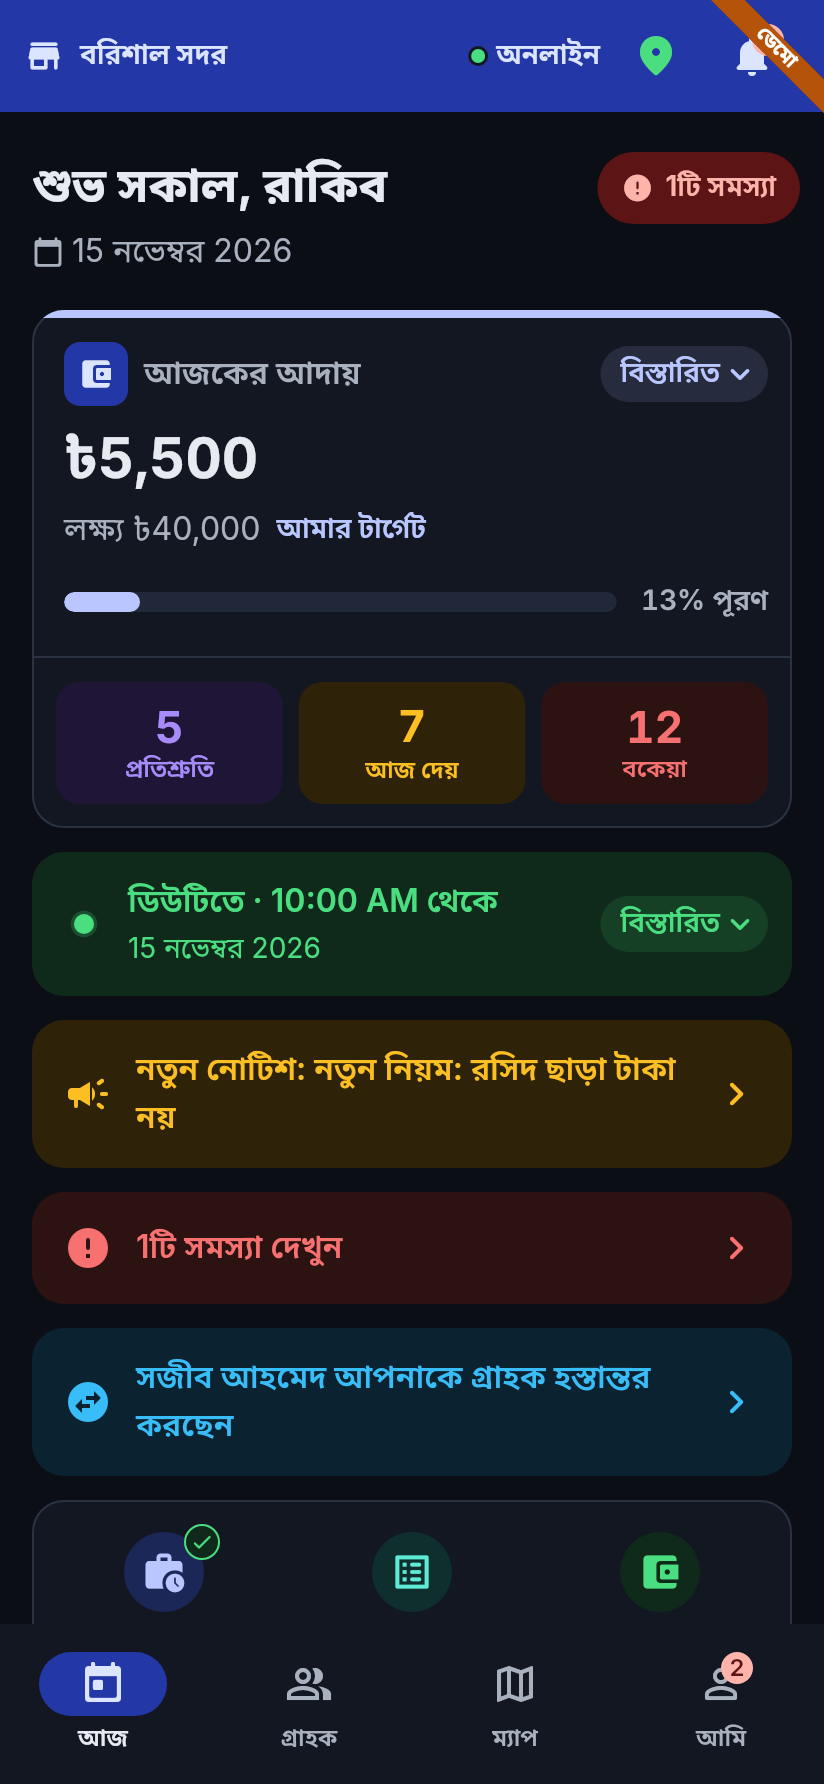 বরিশাল সদর
অনলাইন
ডেমো
শুভ সকাল, রাকিব
1টি সমস্যা
15 নভেম্বর 2026
আজকের আদায়
বিস্তারিত
৳5,500
লক্ষ্য ৳40,000 আমার টার্গেট
13% পূরণ
5
প্রতিশ্রুতি
7
আজ দেয়
12
বকেয়া
ডিউটিতে · 10:00 AM থেকে
15 নভেম্বর 2026
বিস্তারিত
নতুন নোটিশ: নতুন নিয়ম: রসিদ ছাড়া টাকা
নয়
1টি সমস্যা দেখুন
সজীব আহমেদ আপনাকে গ্রাহক হস্তান্তর
করছেন
আজ
গ্রাহক
ম্যাপ
2
আমি